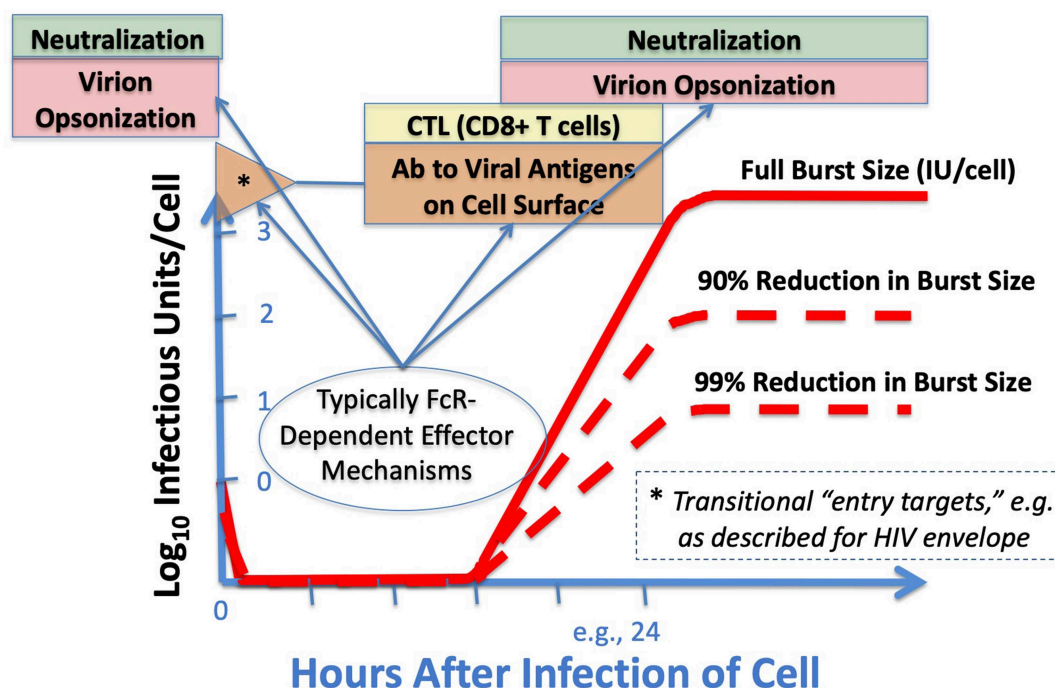 Neutralization
Virion
Opsonization
Neutralization
Virion Opsonization
CTL (CD8+ T cells)
Ab to Viral Antigens
on Cell Surface
*
Full Burst Size (IU/cell)
90% Reduction in Burst Size
99% Reduction in Burst Size
Typically FcR-
Dependent Effector
Mechanisms
* Transitional “entry targets,” e.g.
as described for HIV envelope
Log10 Infectious Units/Cell
3
2
1
0
0
e.g., 24
Hours After Infection of Cell